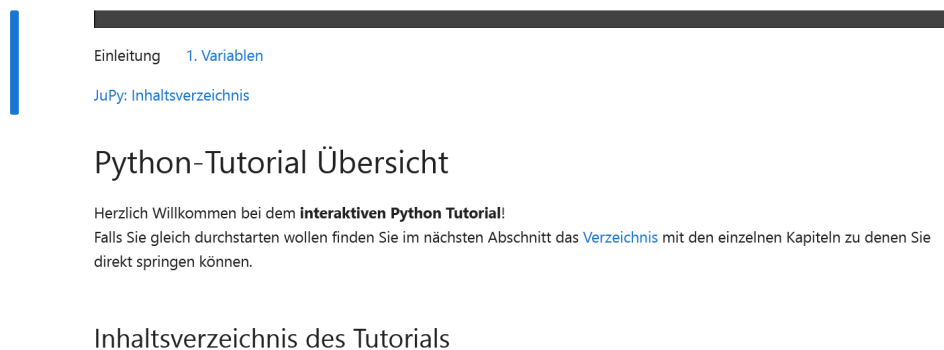 Einleitung 1. Variablen
JuPy: Inhaltsverzeichnis
Python-Tutorial Übersicht
Herzlich Willkommen bei dem interaktiven Python Tutorial!
Falls Sie gleich durchstarten wollen finden Sie im nächsten Abschnitt das Verzeichnis mit den einzelnen Kapiteln zu denen Sie
direkt springen können.
Inhaltsverzeichnis des Tutorials